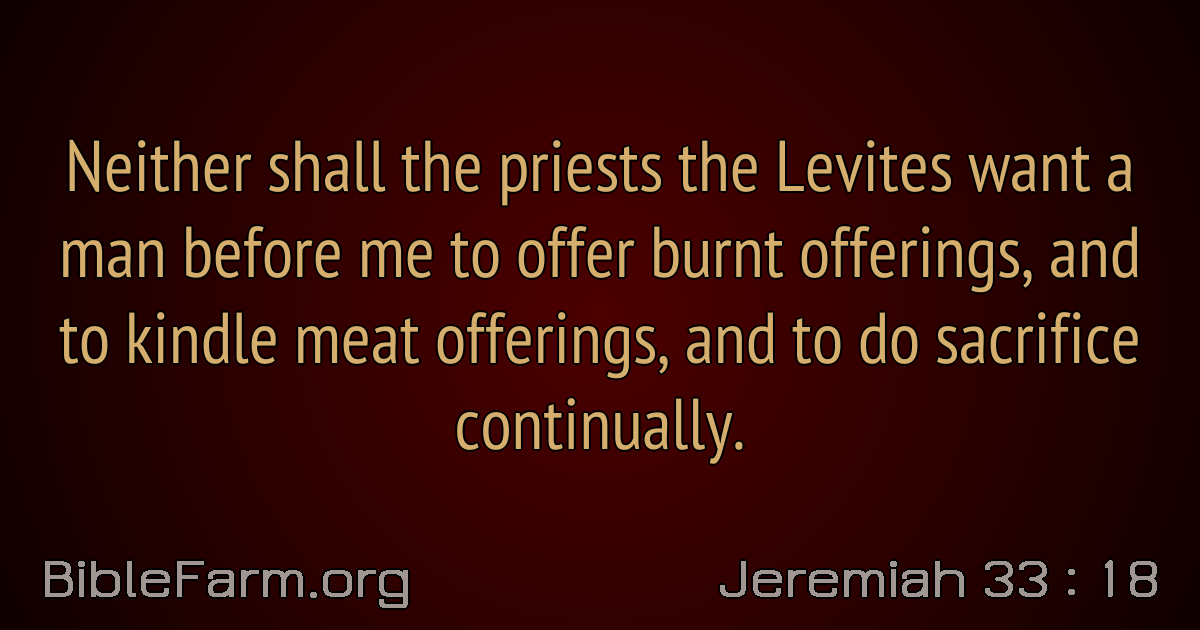 Neither shall the priests the Levites want a
man before me to offer burnt offerings, and
to kindle meat offerings, and to do sacrifice
continually.
BibleFarm.org
Jeremiah 33 : 18